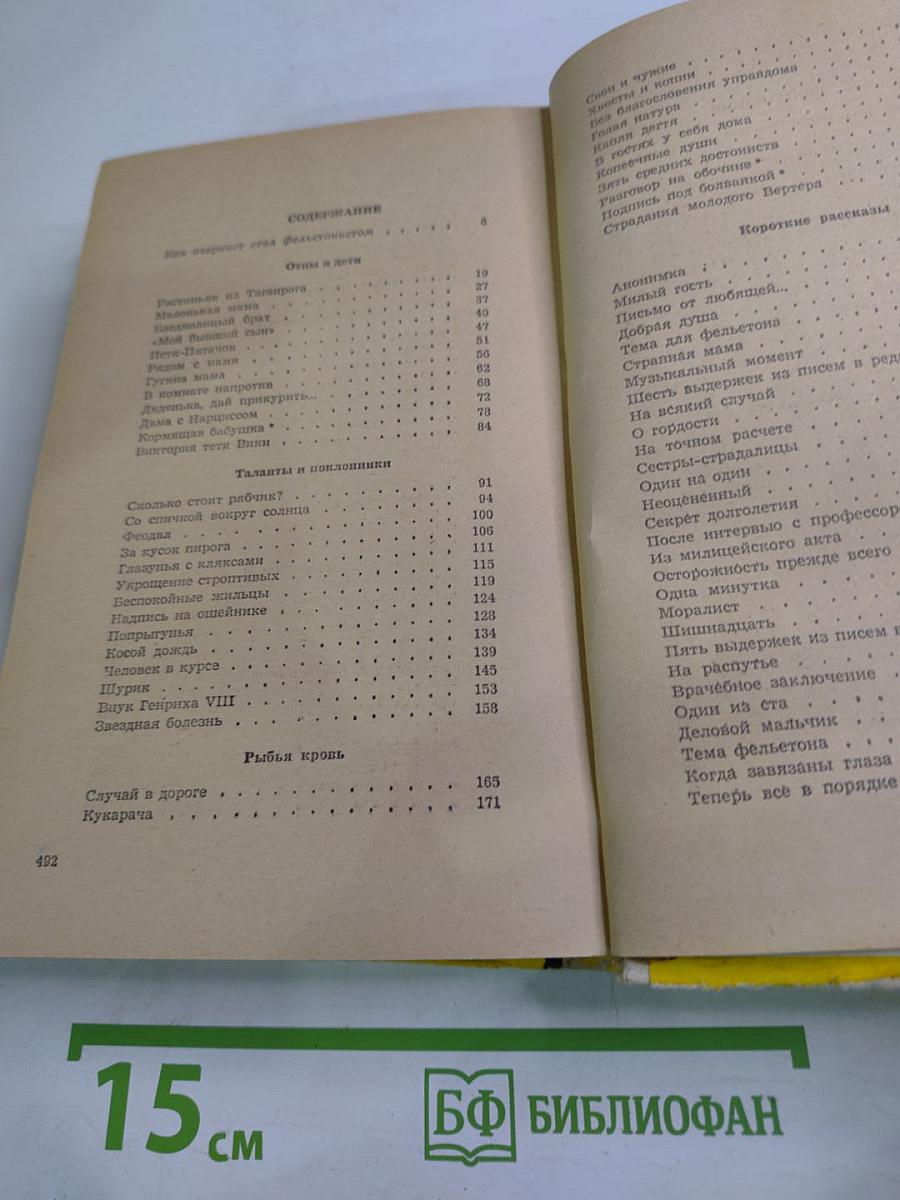 СОДЕРЖАНИЕ
Как очеркист стал фельетонистом . . . . . 6
Отцы и дети
Растиньяк из Таганрога 19
Маленькая мама 27
Бледнолицый брат 37
«Мой бывший сын» 40
Петя-Пятачок 47
Рядом с нами 51
Гугина мама 56
В комнате напротив 62
Дяденька, дай прикурить... 68
Дама с Нарциссом 72
Кормящая бабушка * 78
Виктория тети Вики 84
Таланты и поклонники
Сколько стоит рябчик? 91
Со спичкой вокруг солнца 94
Феодал 100
За кусок пирога 106
Глазунья с кляксами 111
Укрощение строптивых 115
Беспокойные жильцы 119
Надпись на ошейнике 124
Попрыгунья 128
Косой дождь 134
Человек в курсе 139
Шурик 145
Внук Генриха VIII 153
Звездная болезнь 158
Рыбья кровь
Случай в дороге 165
Кукарача 171
492
Свои и чужие
Хвосты и копии
Без благословения управдома
Голая натура
Капля дегтя
В гостях у себя дома
Копеечные души
Зять средних достоинств
Разговор на обочине *
Подпись под болванкой *
Страдания молодого Вертера
Короткие рассказы
Анонимка
Милый гость
Письмо от любящей...
Добрая душа
Тема для фельетона
Странная мама
Музыкальный момент
Шесть выдержек из писем в ред
На всякий случай
О гордости
На точном расчете
Сестры-страдалицы
Один на один
Неоцененный
Секрет долголетия
После интервью с профессор
Из милицейского акта
Осторожность прежде всего
Одна минутка
Моралист
Шишнадцать
Пять выдержек из писем в
На распутье
Врачебное заключение
Один из ста
Деловой мальчик
Тема фельетона
Когда завязаны глаза
Теперь всё в порядке
15 см
БФ БИБЛИОФАН